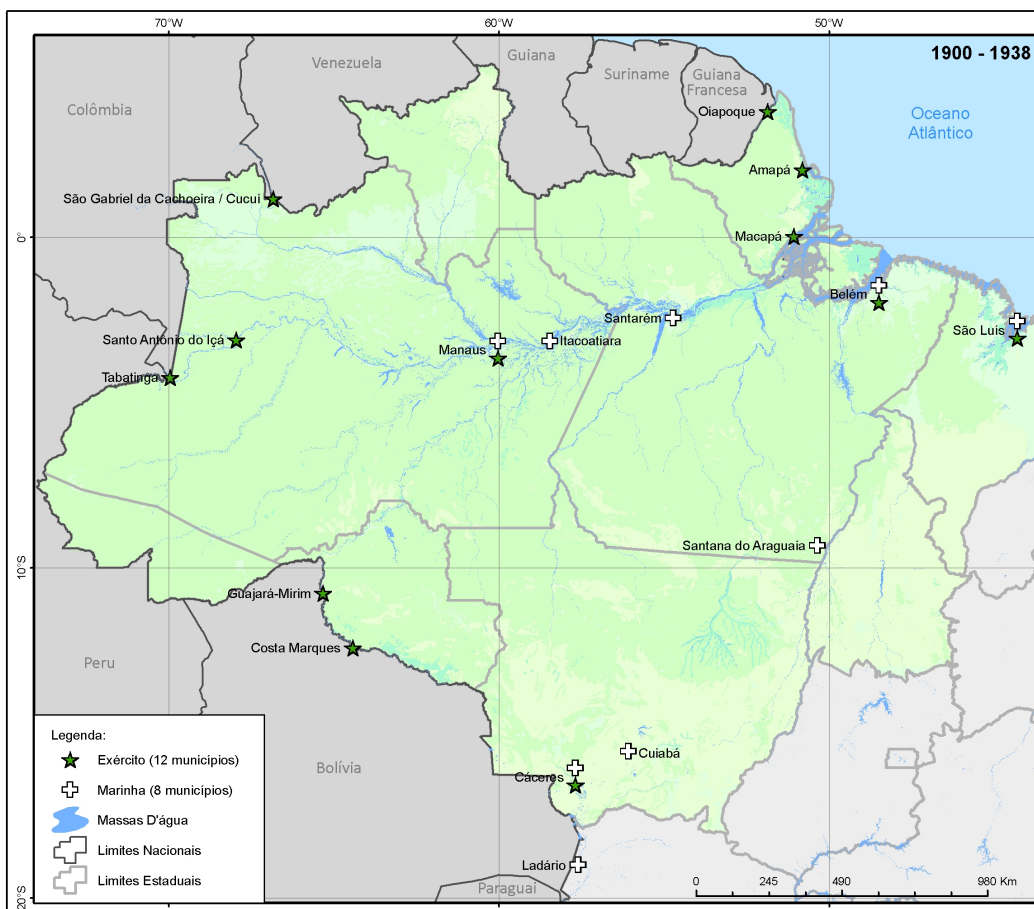 70°W
60°W
50°W
1900 - 1938
Venezuela
Guiana
Suriname
Guiana
Francesa
Colômbia
Oiapoque
Oceano
Atlântico
Amapá
São Gabriel da Cachoeira / Cucuí
Macapá
0°
Belém
Santarém
São Luis
Santo Antônio do Içá
Manaus
Itacoatiara
Tabatinga
Santana do Araguaia
10°S
Guajará-Mirim
Costa Marques
Peru
Legenda:
Exército (12 municípios)
Marinha (8 municípios)
Massas D'água
Limites Nacionais
Limites Estaduais
Bolívia
Cuiabá
Cáceres
Ladário
Paraguai
0 245 490 980 Km
20°S